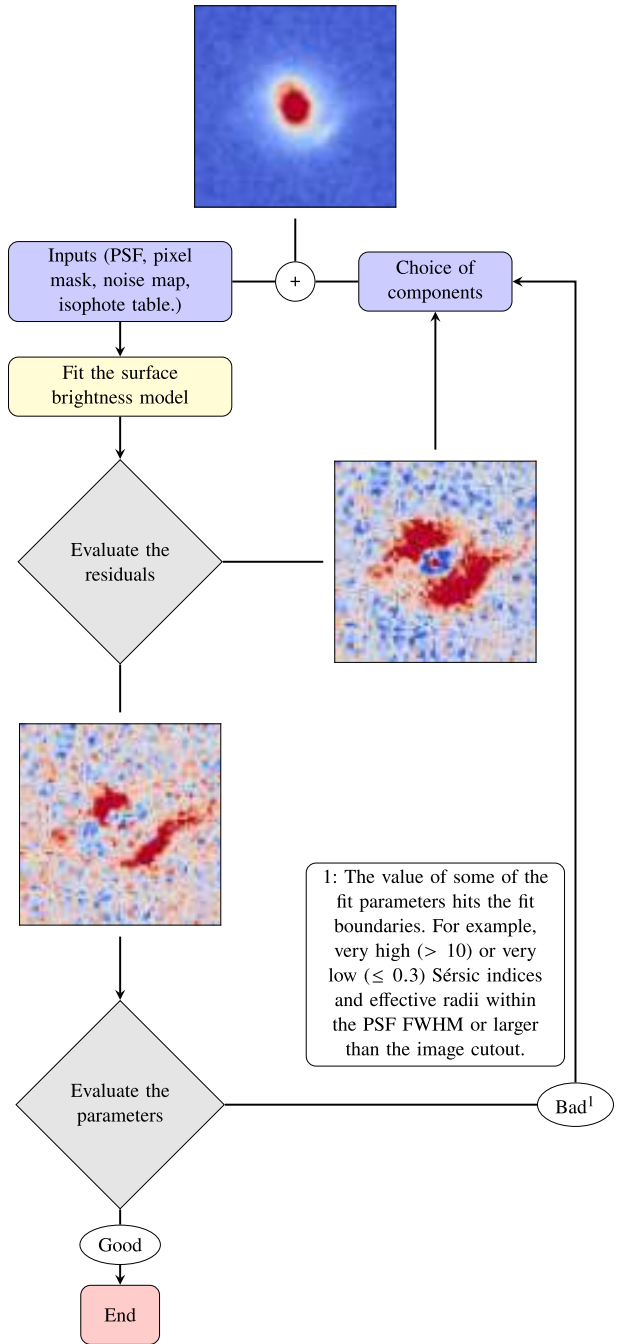 Inputs (PSF, pixel
mask, noise map,
isophote table.)
+
Choice of
components
Fit the surface
brightness model
Evaluate the
residuals
1: The value of some of the
fit parameters hits the fit
boundaries. For example,
very high (> 10) or very
low (≤ 0.3) Sérsic indices
and effective radii within
the PSF FWHM or larger
than the image cutout.
Evaluate the
parameters
Bad¹
Good
End